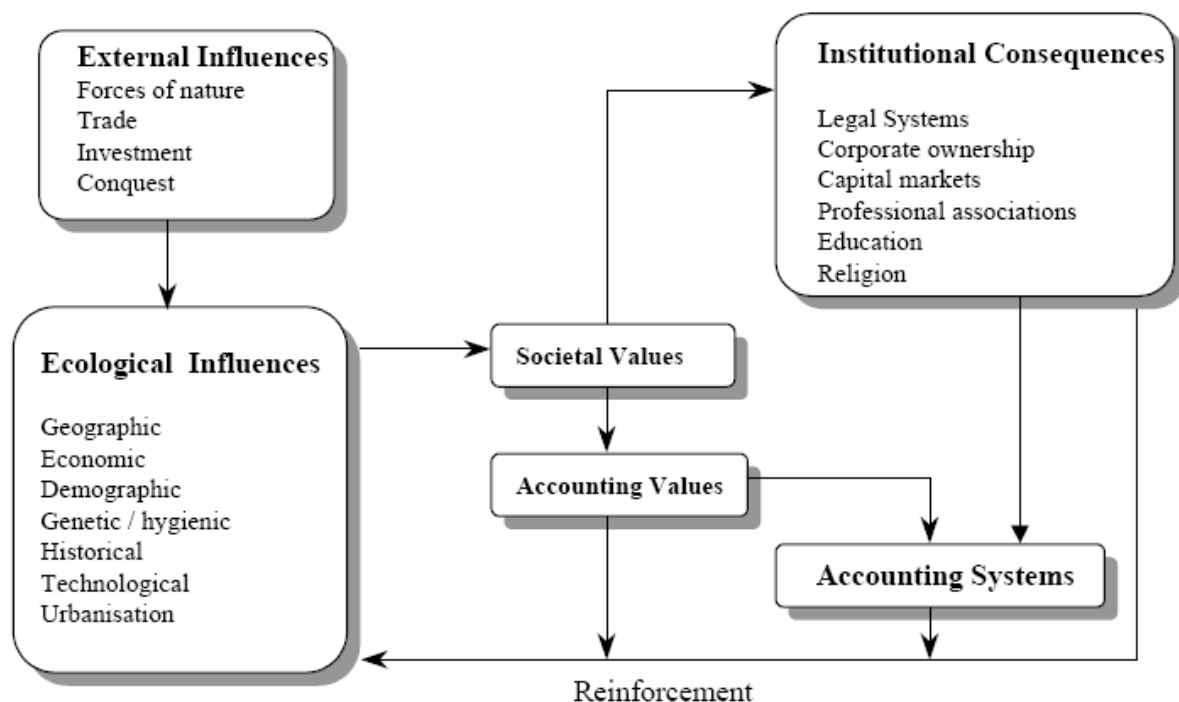 External Influences
Forces of nature
Trade
Investment
Conquest
Institutional Consequences
Legal Systems
Corporate ownership
Capital markets
Professional associations
Education
Religion
Ecological Influences
Geographic
Economic
Demographic
Genetic / hygienic
Historical
Technological
Urbanisation
Societal Values
Accounting Values
Accounting Systems
Reinforcement